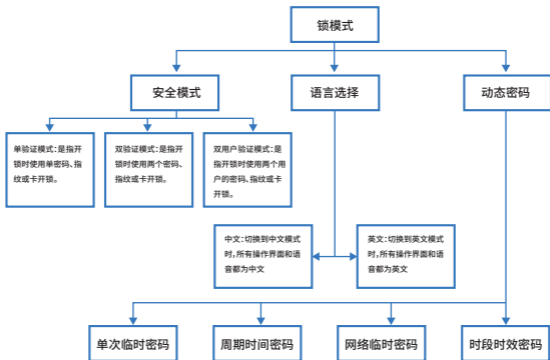 锁模式
安全模式
语言选择
动态密码
单验证模式：是指开
锁时使用单密码、指
纹或卡开锁。
双验证模式：是指开
锁时使用两个密码、
指纹或卡开锁。
双用户验证模式：是
指开锁时使用两个用
户的密码、指纹或卡
开锁。
中文：切换到中文模式
时，所有操作界面和语
音都为中文
英文：切换到英文模式
时，所有操作界面和语
音都为英文
单次临时密码
周期时间密码
网络临时密码
时段时效密码